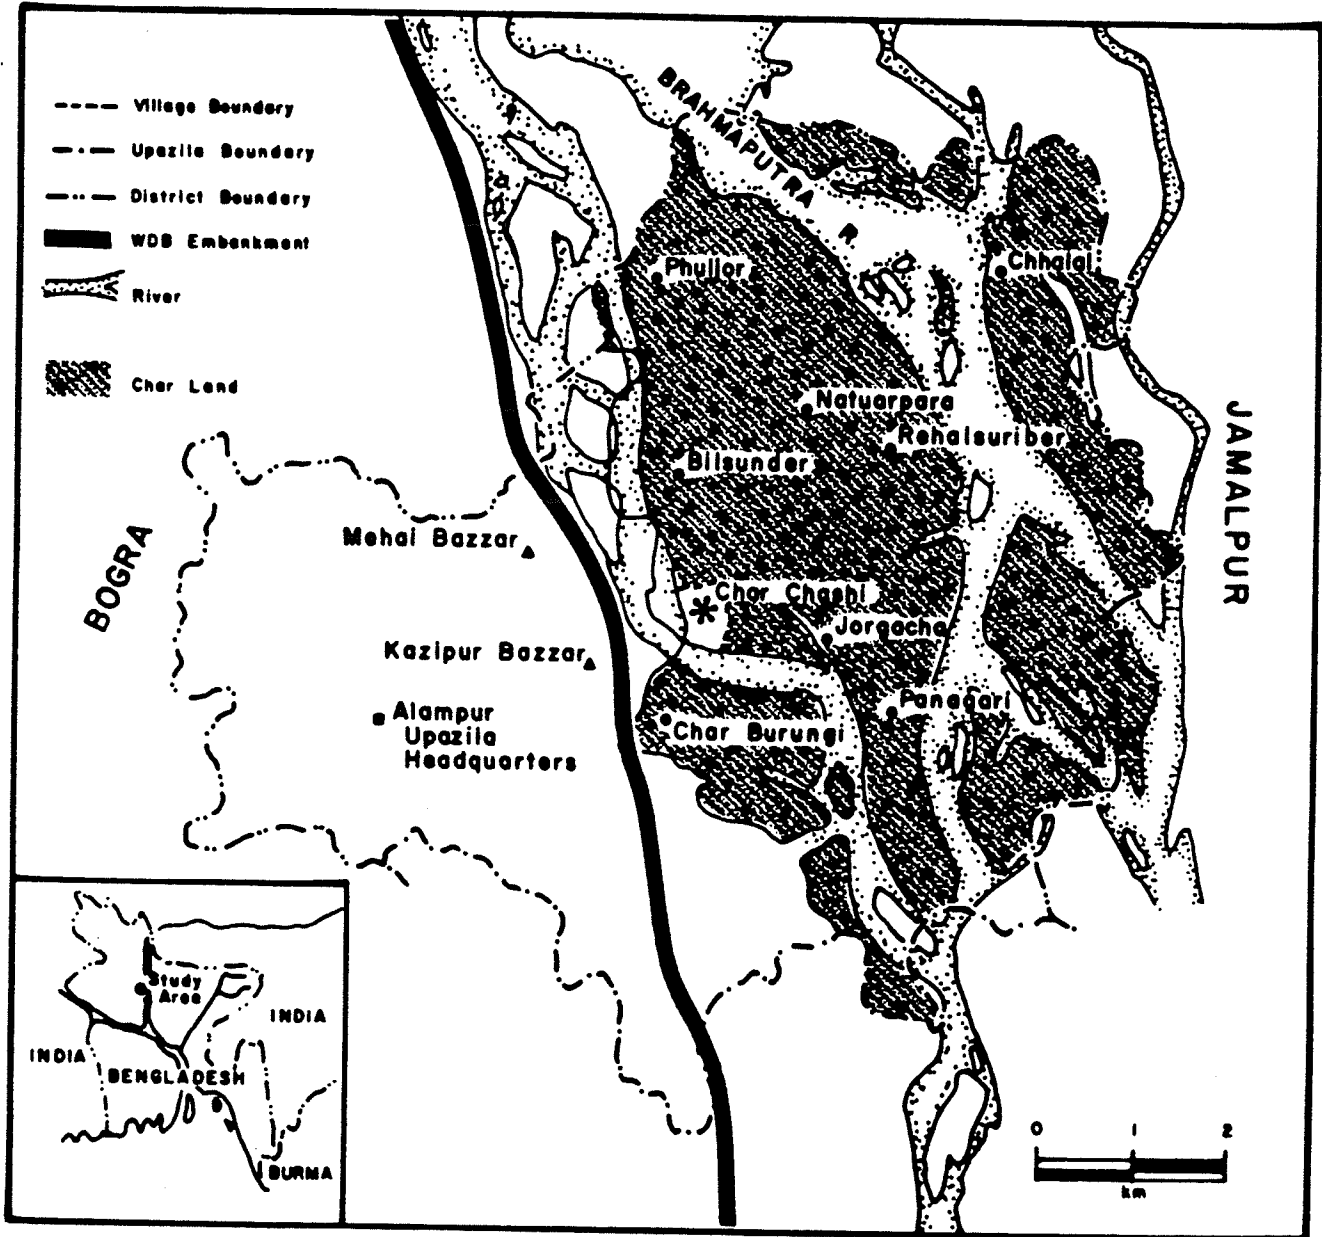 Village Boundary
Upazila Boundary
District Boundary
WDB Embankment
River
Char Land
BRAHMAPUTRA R.
Phuljor
Chhalal
Natuarpara
Rehaisuriber
Bilsunder
JAMALPUR
BOGRA
Mehai Bazzar
Char Chashi
Jorgacha
Kazipur Bazzar
Panagari
Alampur
Upazila
Headquarters
Char Burungi
Study
Area
INDIA
INDIA
BENGLADESH
BURMA
0 1 2
km